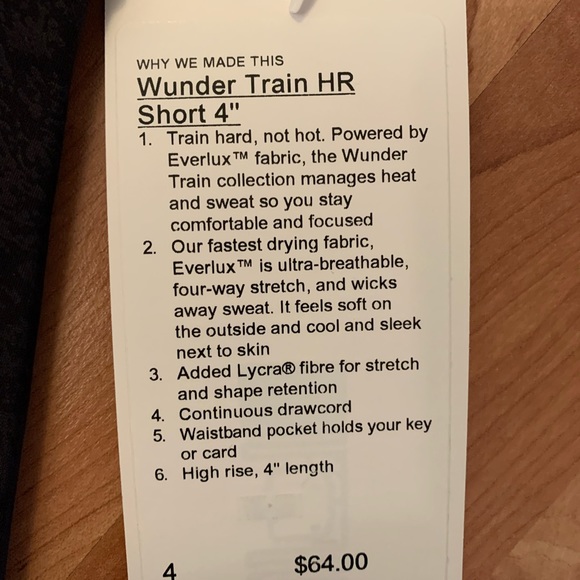 WHY WE MADE THIS
Wunder Train HR
Short 4"
1. Train hard, not hot. Powered by
Everlux™ fabric, the Wunder
Train collection manages heat
and sweat so you stay
comfortable and focused
2. Our fastest drying fabric,
Everlux™ is ultra-breathable,
four-way stretch, and wicks
away sweat. It feels soft on
the outside and cool and sleek
next to skin
3. Added Lycra® fibre for stretch
and shape retention
4. Continuous drawcord
5. Waistband pocket holds your key
or card
6. High rise, 4" length
4 $64.00